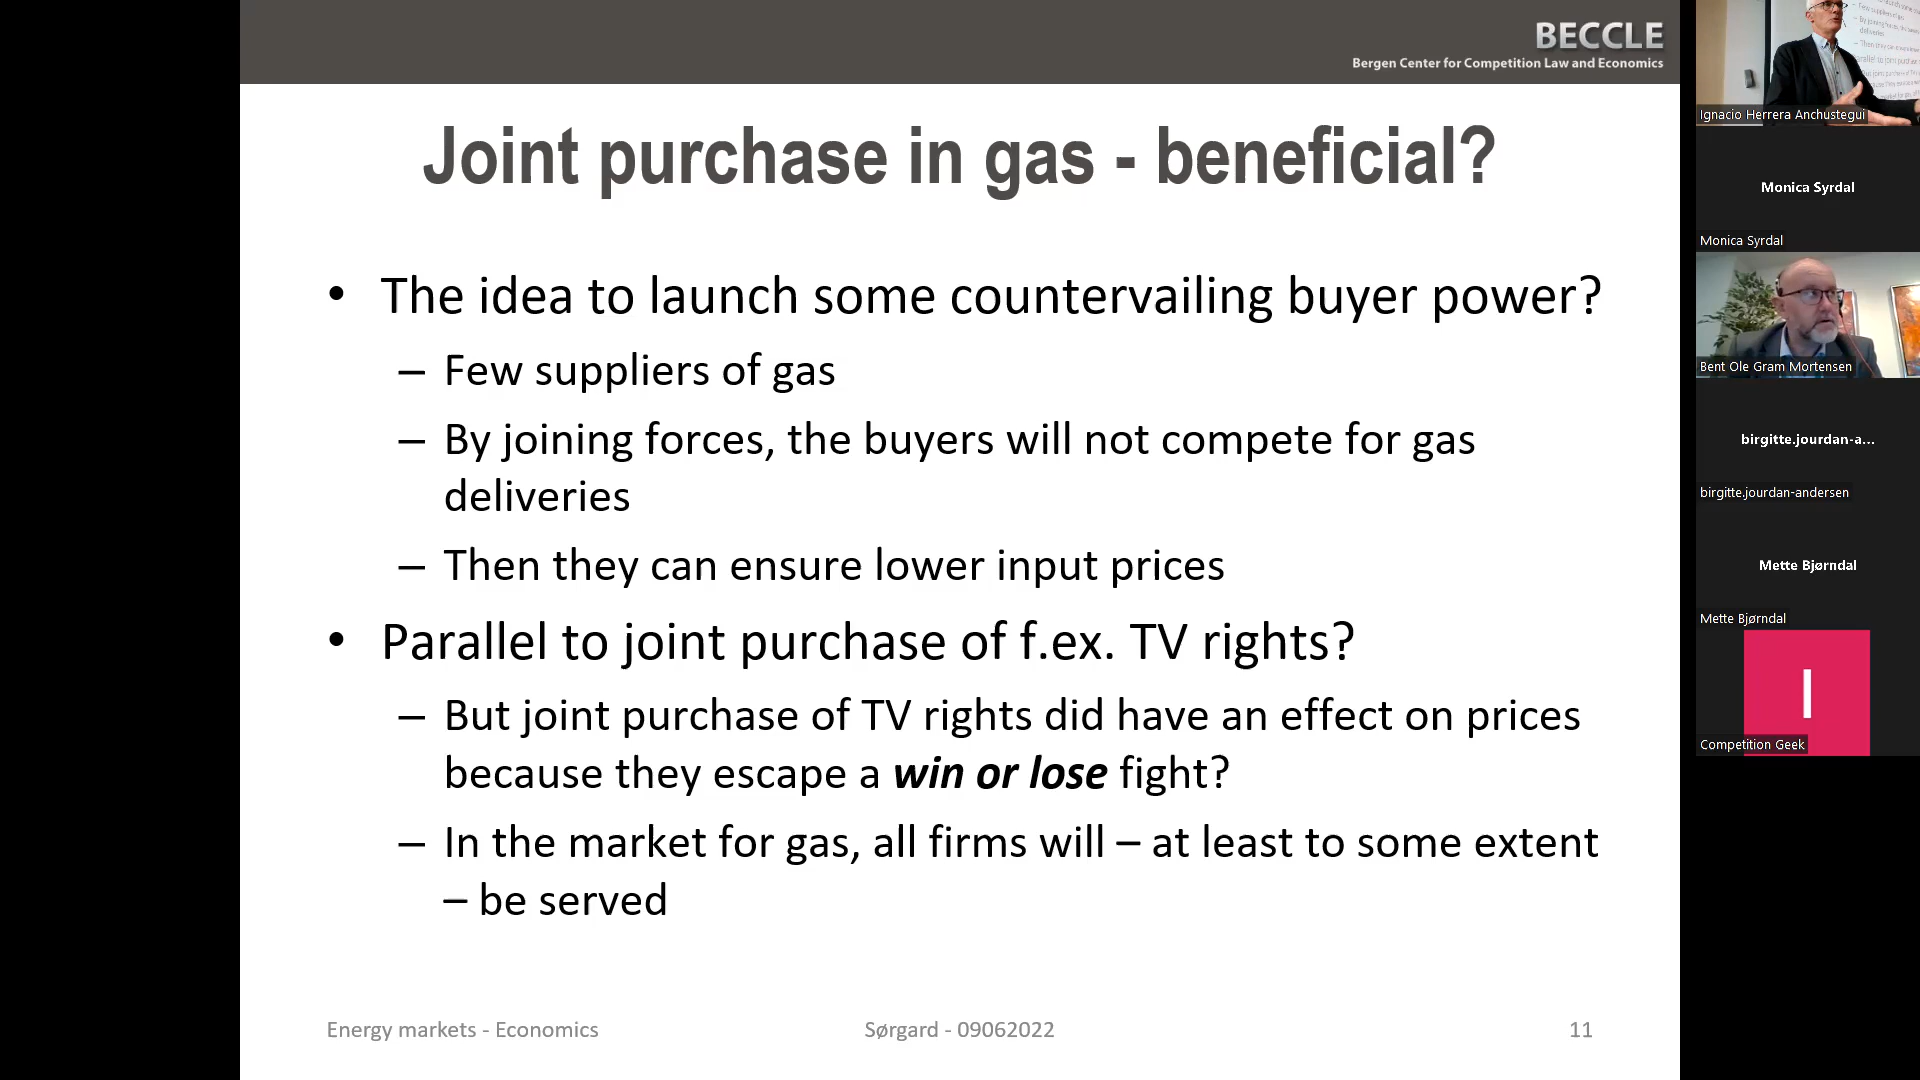 BECCLE
Bergen Center for Competition Law and Economics
Joint purchase in gas - beneficial?
• The idea to launch some countervailing buyer power?
– Few suppliers of gas
– By joining forces, the buyers will not compete for gas
deliveries
– Then they can ensure lower input prices
• Parallel to joint purchase of f.ex. TV rights?
– But joint purchase of TV rights did have an effect on prices
because they escape a win or lose fight?
– In the market for gas, all firms will – at least to some extent
– be served
Energy markets - Economics
Sørgard - 09062022
11
Ignacio Herrera Anchustegui
Monica Syrdal
Monica Syrdal
Bent Ole Gram Mortensen
birgitte.jourdan-a...
birgitte.jourdan-andersen
Mette Bjørndal
Mette Bjørndal
I
Competition Geek